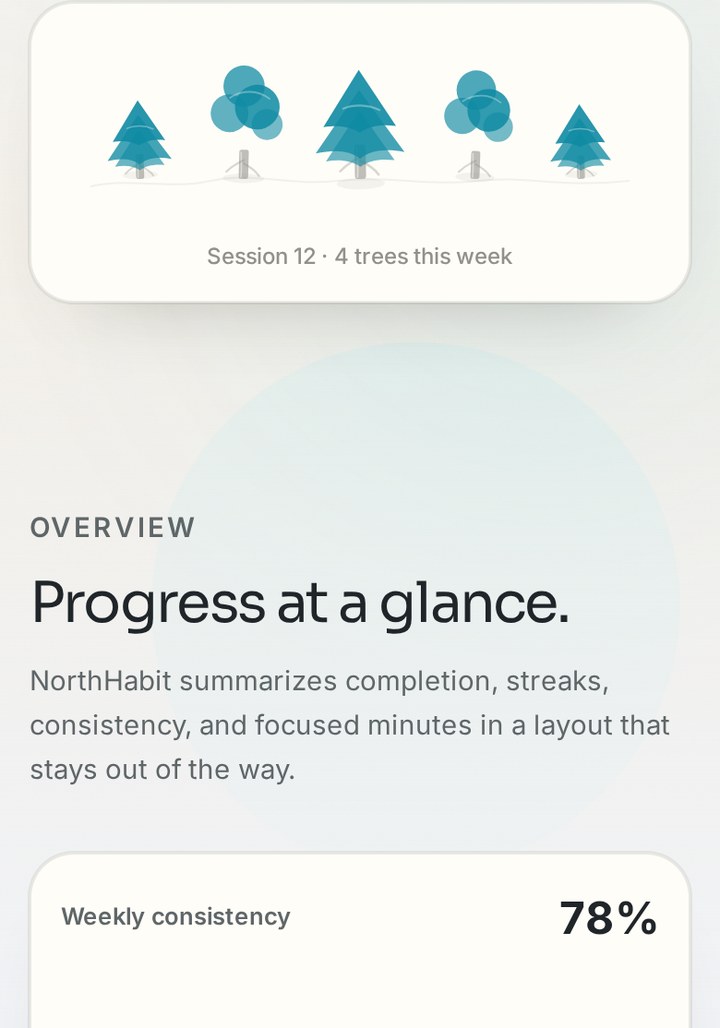 Session 12 · 4 trees this week
OVERVIEW
Progress at a glance.
NorthHabit summarizes completion, streaks,
consistency, and focused minutes in a layout that
stays out of the way.
Weekly consistency
78%